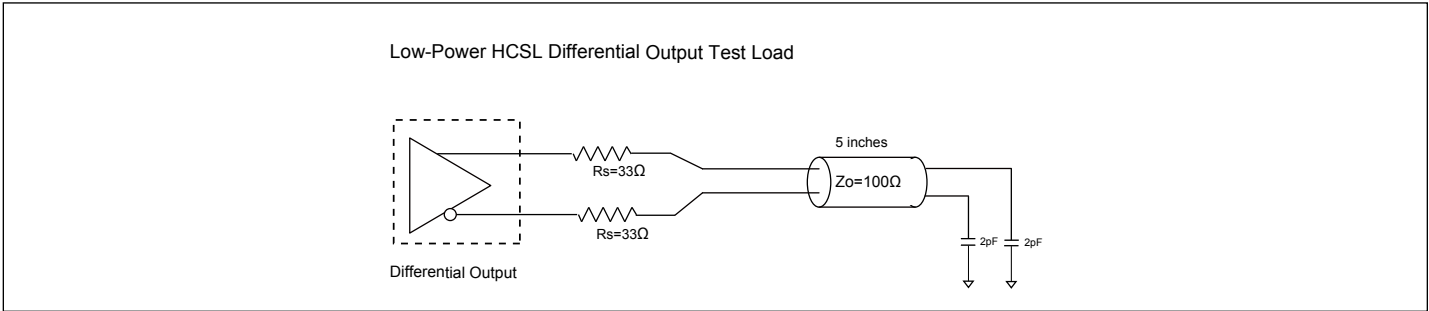 Low-Power HCSL Differential Output Test Load
5 inches
Rs=33Ω
Zo=100Ω
Rs=33Ω
2pF
2pF
Differential Output